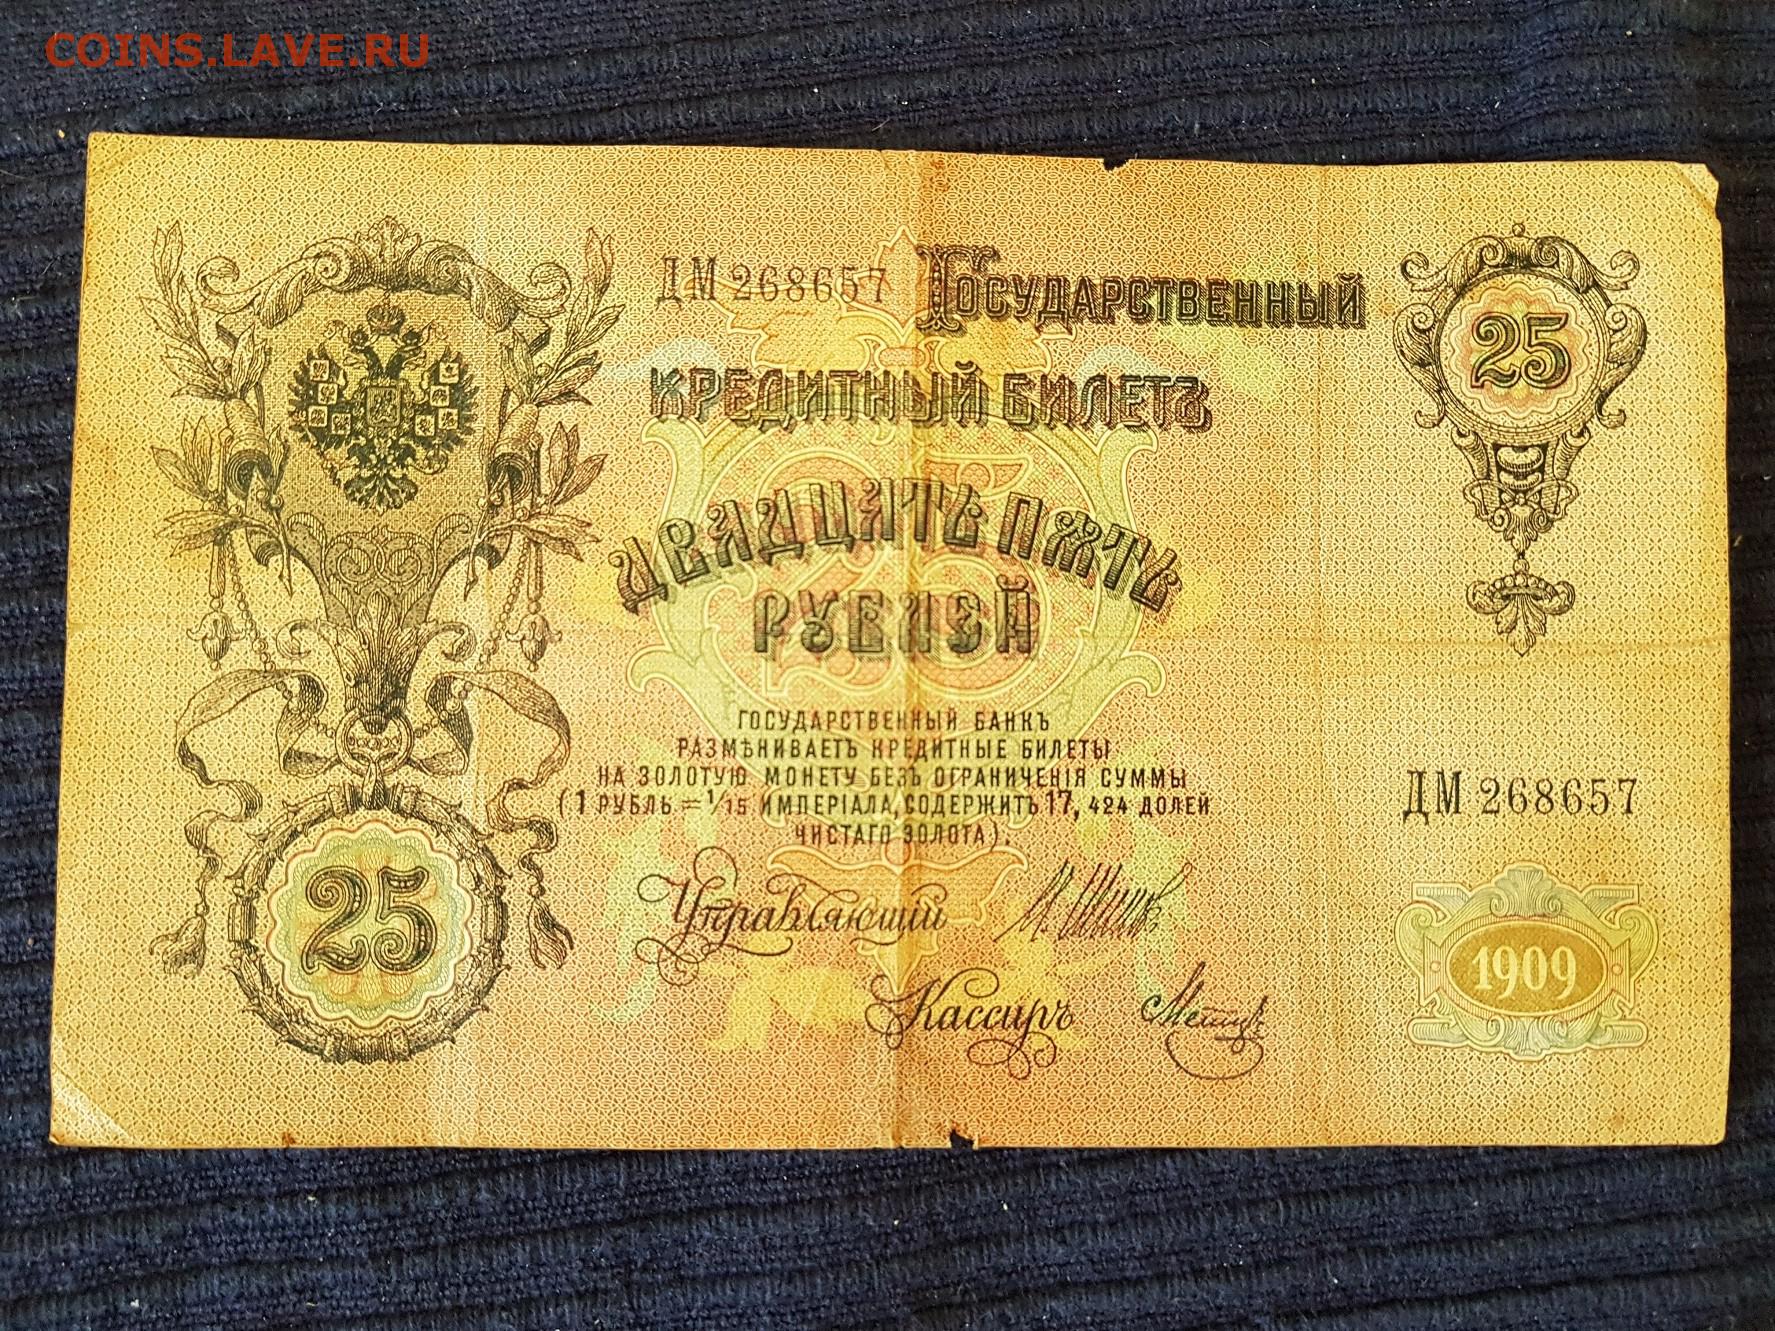 COINS.LAVE.RU
ДМ 268657 Государственный
25
Кредитный Билетъ
Двадцать пять
рублей
Государственный Банкъ
размѣниваетъ кредитные билеты
на золотую монету безъ ограниченія суммы
(1 рубль = 1/15 имперіала, содержитъ 17,424 долей
чистаго золота).
ДМ 268657
25
Управляющій
1909
Кассиръ